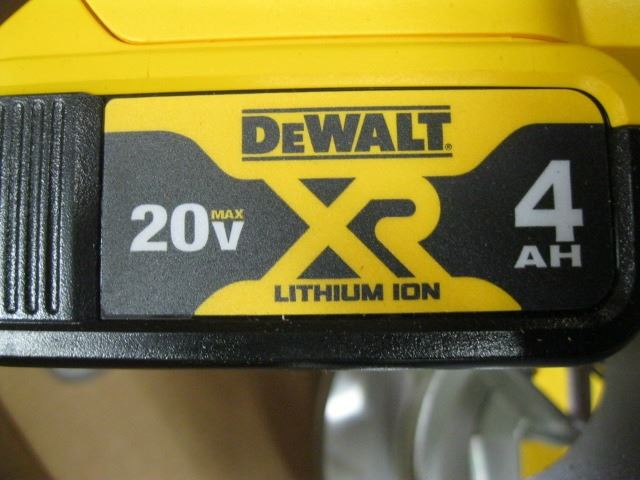 DEWALT®
20V MAX
XR
4 AH
LITHIUM ION